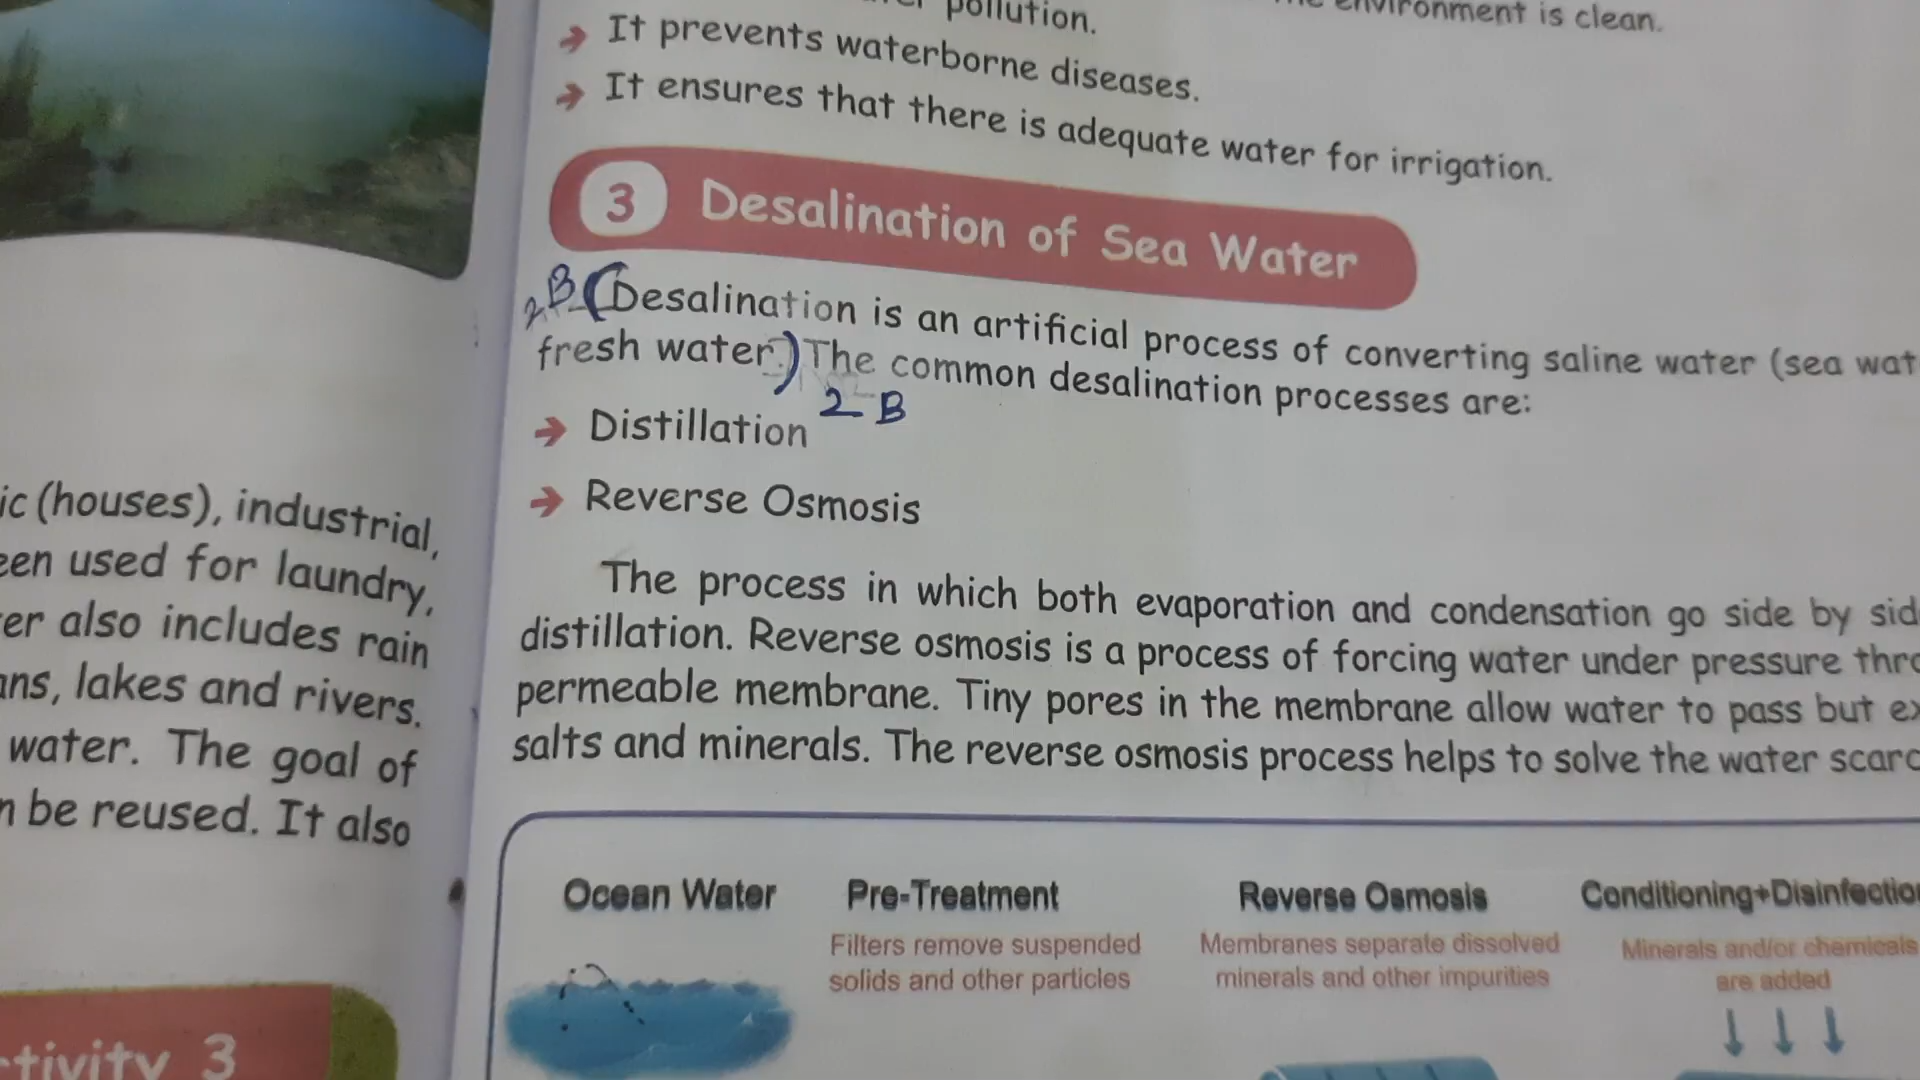 pollution.
environment is clean.
It prevents waterborne diseases.
It ensures that there is adequate water for irrigation.
3 Desalination of Sea Water
2 B (Desalination is an artificial process of converting saline water (sea wat
fresh water.) The common desalination processes are:
2 B
Distillation
Reverse Osmosis
The process in which both evaporation and condensation go side by sid
distillation. Reverse osmosis is a process of forcing water under pressure thro
permeable membrane. Tiny pores in the membrane allow water to pass but ex
salts and minerals. The reverse osmosis process helps to solve the water scarc
Ocean Water
Pre-Treatment
Filters remove suspended
solids and other particles
Reverse Osmosis
Membranes separate dissolved
minerals and other impurities
Conditioning+Disinfection
Minerals and/or chemicals
are added
ic (houses), industrial,
een used for laundry,
er also includes rain
ans, lakes and rivers.
water. The goal of
n be reused. It also
ctivity 3